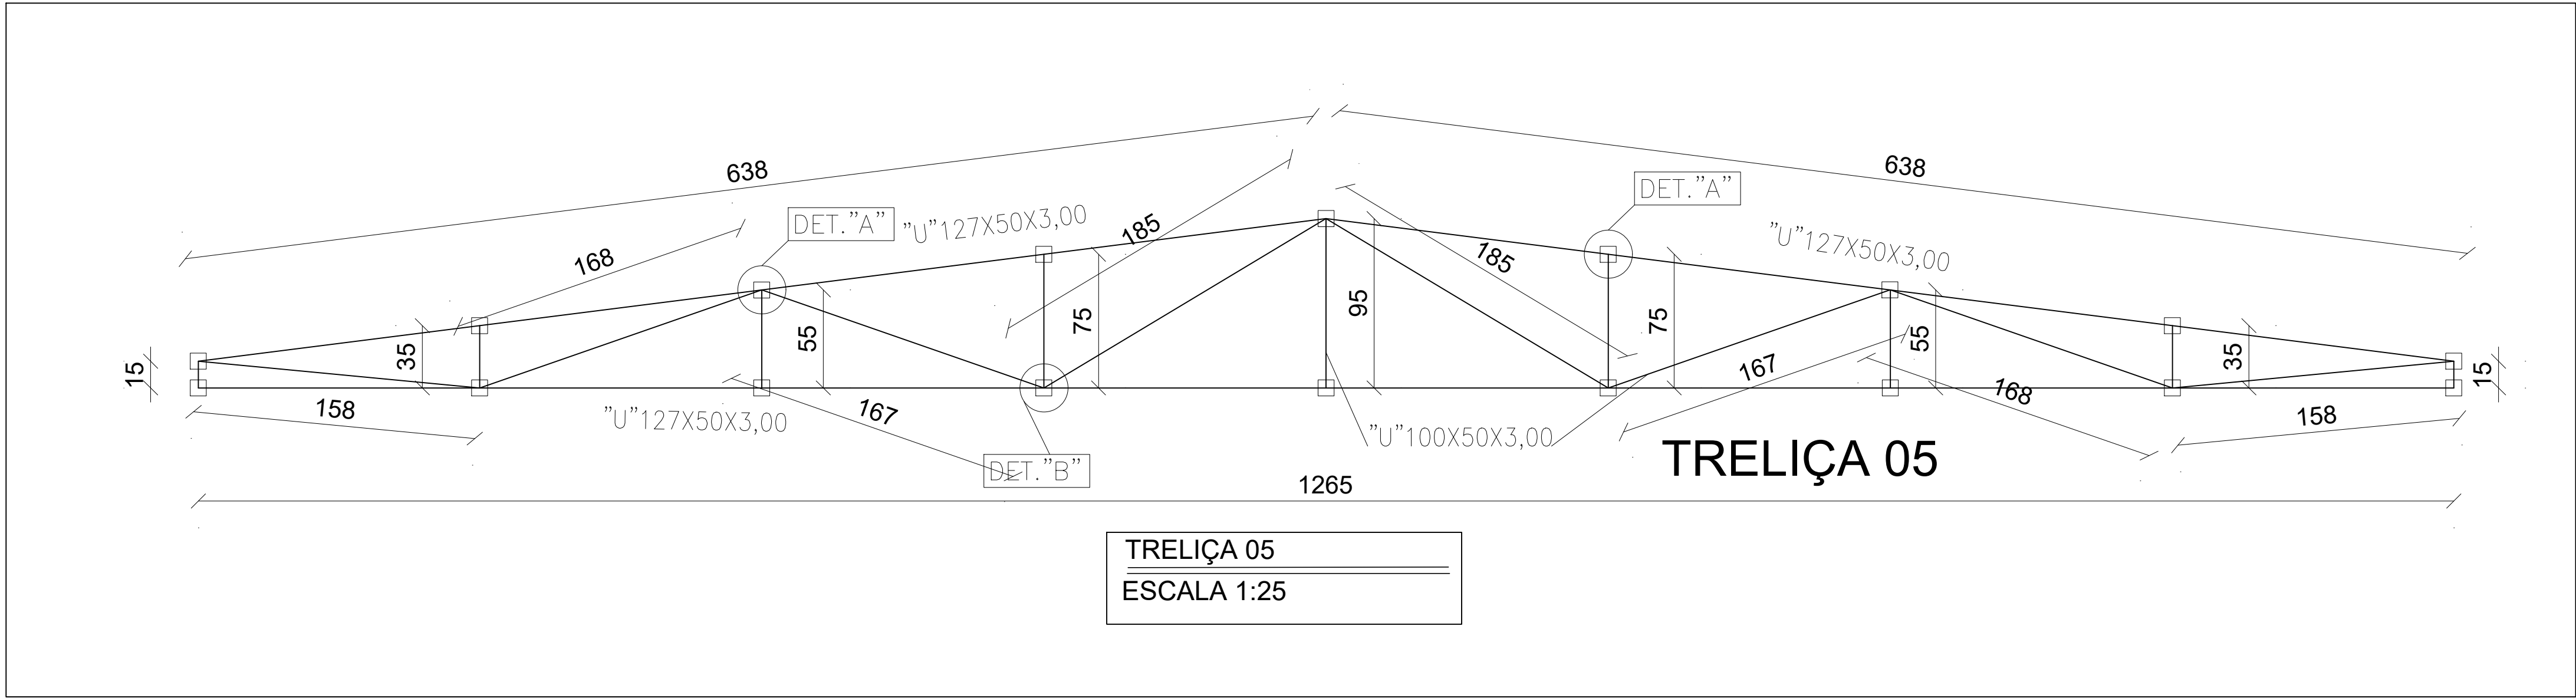 638
638
168
DET."A"
"U"127X50X3,00
185
185
DET."A"
"U"127X50X3,00
15
35
55
75
95
75
55
35
15
158
"U"127X50X3,00
167
DET."B"
"U"100X50X3,00
167
168
158
TRELIÇA 05
1265
TRELIÇA 05
ESCALA 1:25